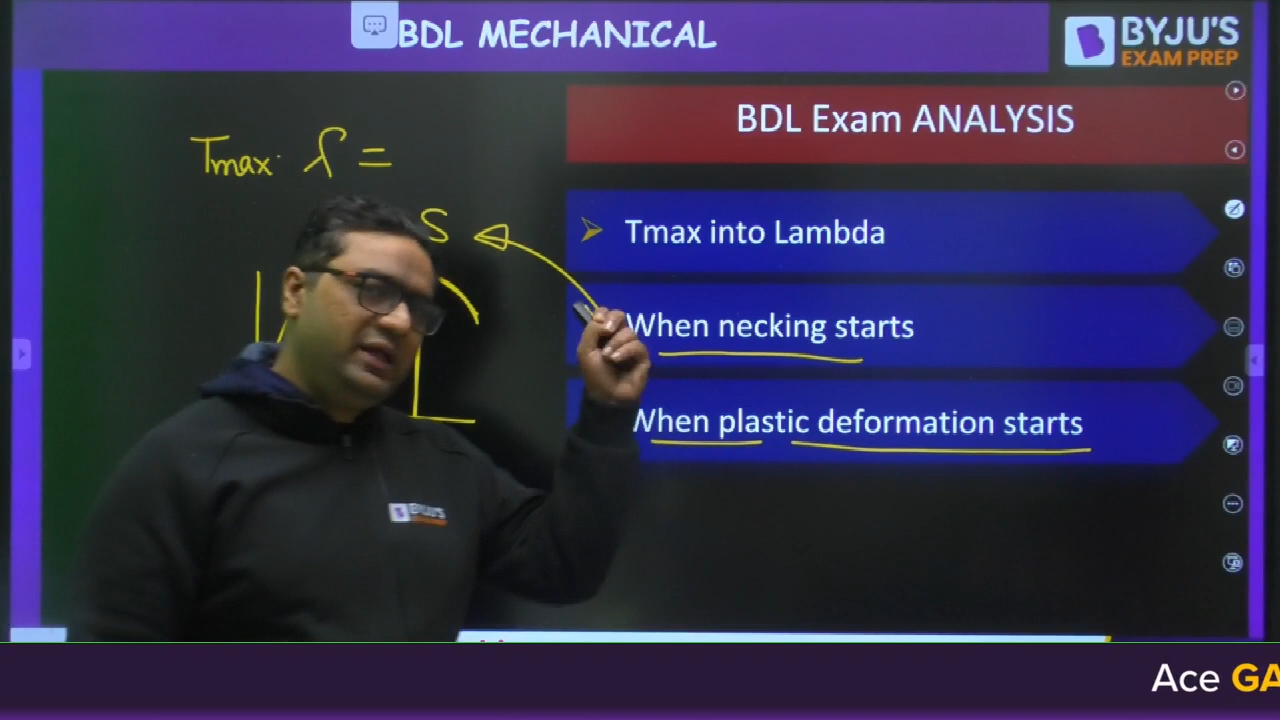 BDL MECHANICAL
BYJU'S
EXAM PREP
BDL Exam ANALYSIS
Tmax. λ =
S
Tmax into Lambda
When necking starts
When plastic deformation starts
BYJU'S
Ace GA